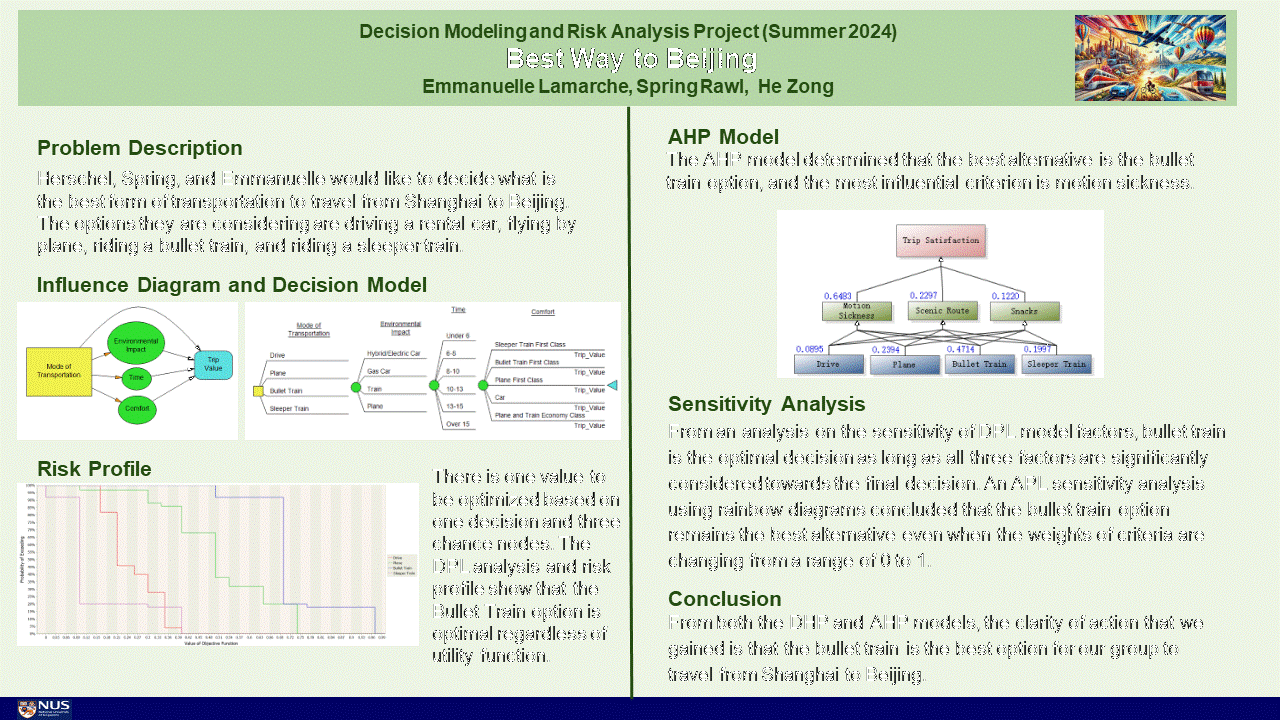 Decision Modeling and Risk Analysis Project (Summer 2024)
Best Way to Beijing
Emmanuelle Lamarche, Spring Rawl, He Zong
Problem Description
Herschel, Spring, and Emmanuelle would like to decide what is
the best form of transportation to travel from Shanghai to Beijing.
The options they are considering are driving a rental car, flying by
plane, riding a bullet train, and riding a sleeper train.
Influence Diagram and Decision Model
Mode of
Transportation
Environmental
Impact
Time
Comfort
Trip
Value
Mode of
Transportation
Drive
Plane
Bullet Train
Sleeper Train
Environmental
Impact
Hybrid/Electric Car
Gas Car
Train
Plane
Time
Under 6
6-8
8-10
10-13
13-15
Over 15
Comfort
Sleeper Train First Class
Trip_Value
Bullet Train First Class
Trip_Value
Plane First Class
Trip_Value
Car
Trip_Value
Plane and Train Economy Class
Trip_Value
Risk Profile
Probability of Exceeding
Value of Objective Function
Drive
Plane
Bullet Train
Sleeper Train
There is one value to
be optimized based on
one decision and three
chance nodes. The
DPL analysis and risk
profile show that the
Bullet Train option is
optimal regardless of
utility function.
AHP Model
The AHP model determined that the best alternative is the bullet
train option, and the most influential criterion is motion sickness.
Trip Satisfaction
0.6483
0.2297
0.1220
Motion
Sickness
Scenic Route
Snacks
0.0895
0.2394
0.4714
0.1997
Drive
Plane
Bullet Train
Sleeper Train
Sensitivity Analysis
From an analysis on the sensitivity of DPL model factors, bullet train
is the optimal decision as long as all three factors are significantly
considered towards the final decision. An APL sensitivity analysis
using rainbow diagrams concluded that the bullet train option
remains the best alternative even when the weights of criteria are
changing from a range of 0 to 1.
Conclusion
From both the DHP and AHP models, the clarity of action that we
gained is that the bullet train is the best option for our group to
travel from Shanghai to Beijing.
NUS
National University
of Singapore